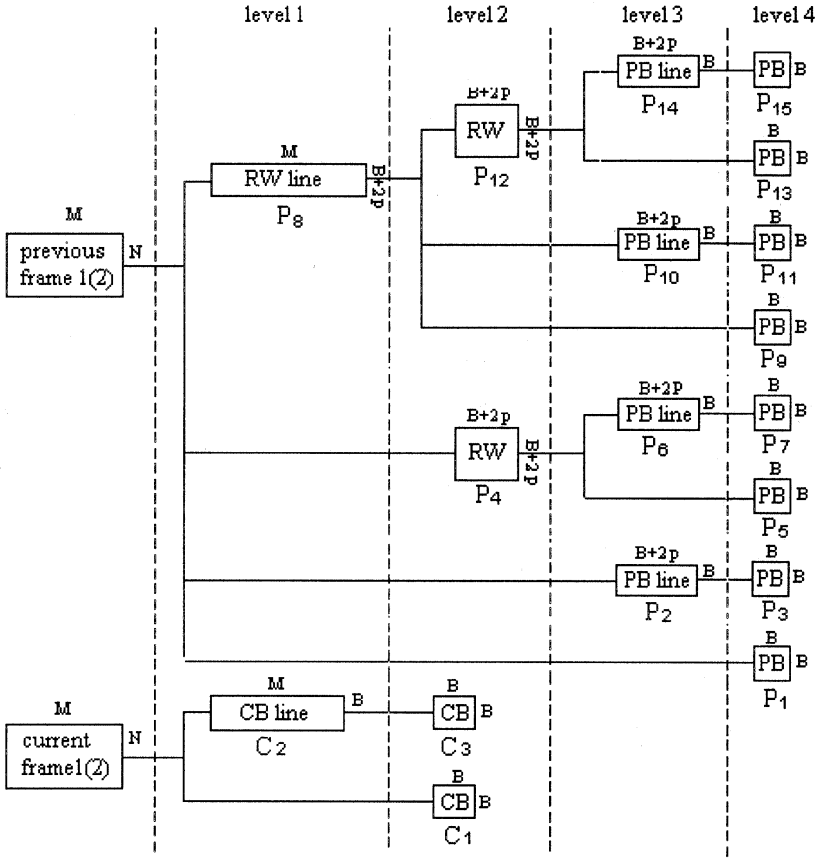 level 1 level 2 level 3 level 4
B+2p
PB line B PB B
P14 P15
B+2p
RW B+2p
P12
B
PB B
P13
M
RW line B+2p
P8
B+2p B
PB line B PB B
P10 P11
M
previous frame 1(2) N
B
PB B
P9
B+2p B
PB line B PB B
P6 P7
B+2p
RW B+2p
P4
B
PB B
P5
B+2p B
PB line B PB B
P2 P3
B
PB B
P1
M B
CB line B CB B
C2 C3
M
current frame1(2) N
B
CB B
C1